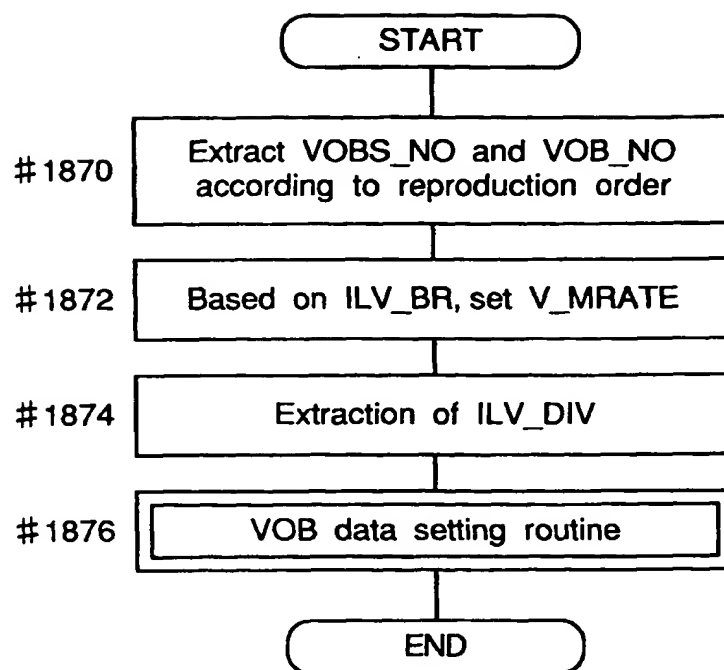 START
#1870
Extract VOBS_NO and VOB_NO
according to reproduction order
#1872
Based on ILV_BR, set V_MRATE
#1874
Extraction of ILV_DIV
#1876
VOB data setting routine
END